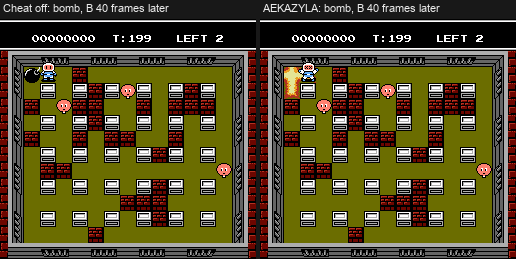 Cheat off: bomb, B 40 frames later
AEKAZYLA: bomb, B 40 frames later
00000000 T:199 LEFT 2
00000000 T:199 LEFT 2